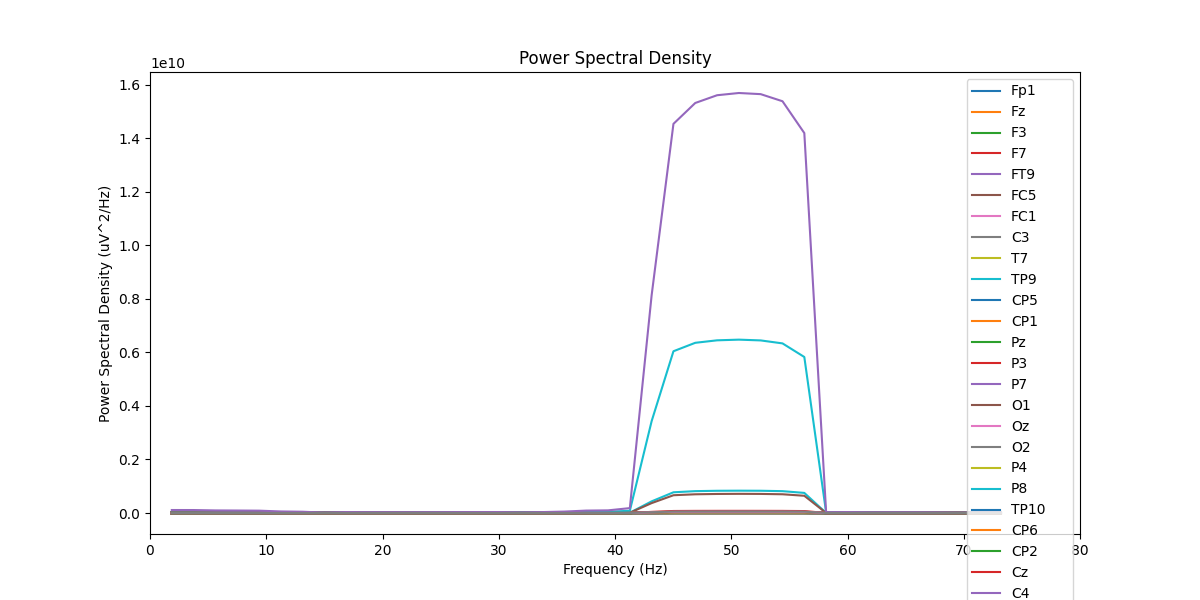 Power Spectral Density
1e10
1.6
1.4
1.2
1.0
0.8
0.6
0.4
0.2
0.0
Power Spectral Density (uV^2/Hz)
0 10 20 30 40 50 60 70 80
Frequency (Hz)
Fp1
Fz
F3
F7
FT9
FC5
FC1
C3
T7
TP9
CP5
CP1
Pz
P3
P7
O1
Oz
O2
P4
P8
TP10
CP6
CP2
Cz
C4